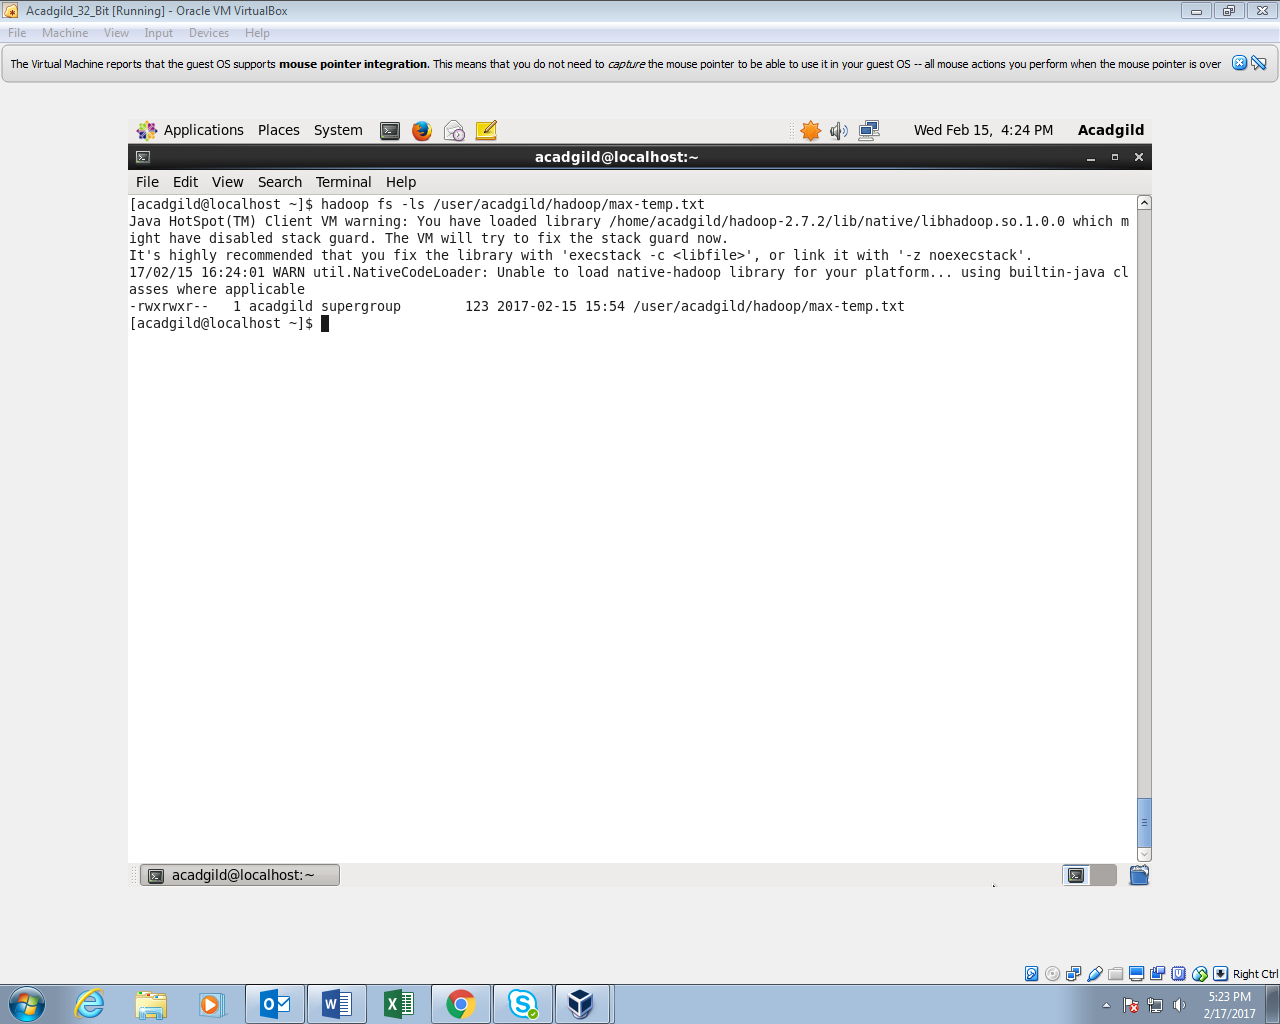 Acadgild_32_Bit [Running] - Oracle VM VirtualBox
File Machine View Input Devices Help
The Virtual Machine reports that the guest OS supports mouse pointer integration. This means that you do not need to capture the mouse pointer to be able to use it in your guest OS -- all mouse actions you perform when the mouse pointer is over
Applications Places System Wed Feb 15, 4:24 PM Acadgild
acadgild@localhost:~
File Edit View Search Terminal Help
[acadgild@localhost ~]$ hadoop fs -ls /user/acadgild/hadoop/max-temp.txt
Java HotSpot(TM) Client VM warning: You have loaded library /home/acadgild/hadoop-2.7.2/lib/native/libhadoop.so.1.0.0 which m
ight have disabled stack guard. The VM will try to fix the stack guard now.
It's highly recommended that you fix the library with 'execstack -c <libfile>', or link it with '-z noexecstack'.
17/02/15 16:24:01 WARN util.NativeCodeLoader: Unable to load native-hadoop library for your platform... using builtin-java cl
asses where applicable
-rwxrwxr--   1 acadgild supergroup        123 2017-02-15 15:54 /user/acadgild/hadoop/max-temp.txt
[acadgild@localhost ~]$
acadgild@localhost:~
Right Ctrl
5:23 PM
2/17/2017